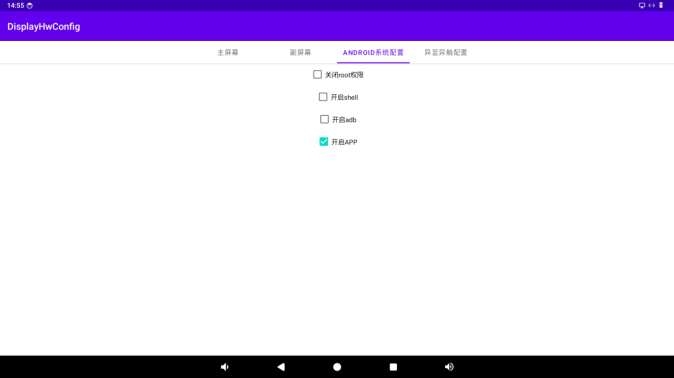 14:55
DisplayHwConfig
主屏幕
副屏幕
ANDROID系统配置
异呈异触配置
关闭root权限
开启shell
开启adb
开启APP